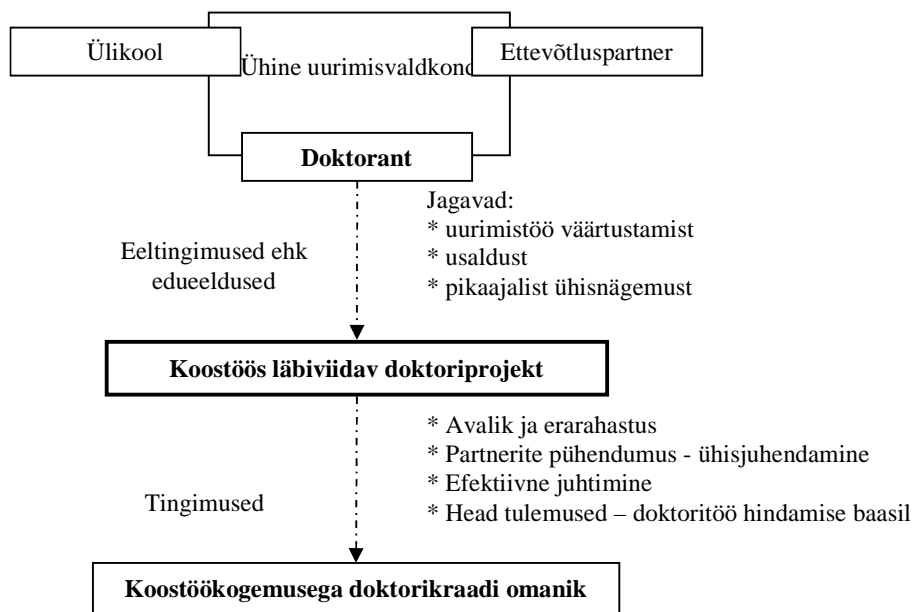 Ülikool
Ühine uurimisvaldkond
Ettevõtluspartner
Doktorant
Jagavad:
* uurimistöö väärtustamist
* usaldust
* pikaajalist ühisnägemust
Eeltingimused ehk
edueeldused
Koostöös läbiviidav doktoriprojekt
* Avalik ja erarahastus
* Partnerite pühendumus - ühisjuhendamine
* Efektiivne juhtimine
* Head tulemused – doktoritöö hindamise baasil
Tingimused
Koostöökogemusega doktorikraadi omanik